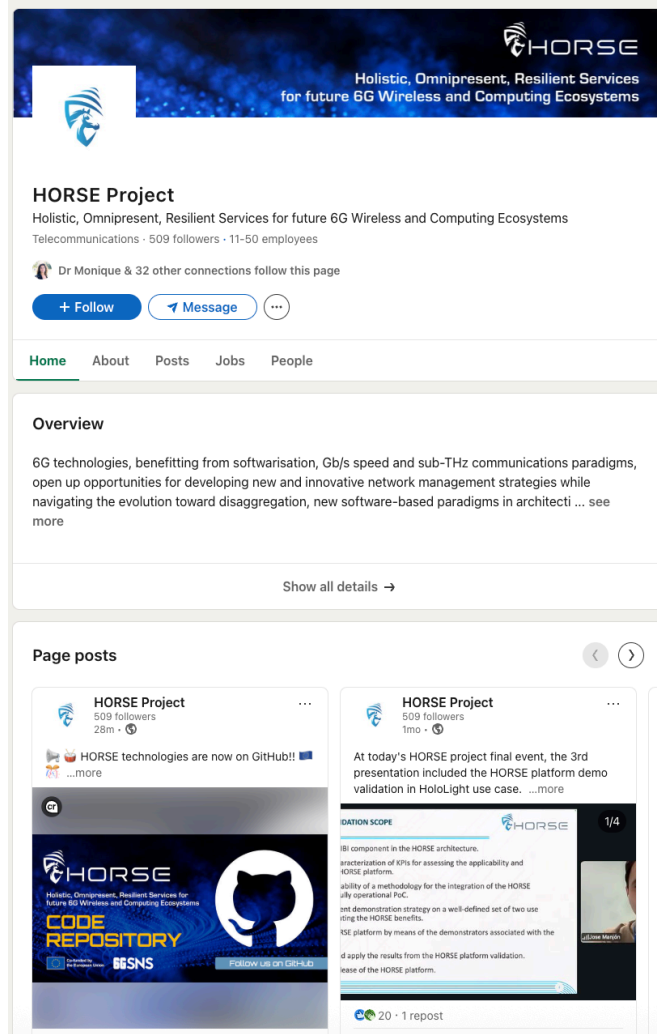 HORSE
Holistic, Omnipresent, Resilient Services
for future 6G Wireless and Computing Ecosystems
HORSE Project
Holistic, Omnipresent, Resilient Services for future 6G Wireless and Computing Ecosystems
Telecommunications · 509 followers · 11-50 employees
Dr Monique & 32 other connections follow this page
+ Follow
Message
Home About Posts Jobs People
Overview
6G technologies, benefitting from softwarisation, Gb/s speed and sub-THz communications paradigms,
open up opportunities for developing new and innovative network management strategies while
navigating the evolution toward disaggregation, new software-based paradigms in architecti ... see
more
Show all details →
Page posts
HORSE Project
509 followers
28m ·
HORSE technologies are now on GitHub!!
...more
cr
HORSE
Holistic, Omnipresent, Resilient Services for
future 6G Wireless and Computing Ecosystems
CODE
REPOSITORY
Co-funded by
the European Union
6GSNS
Follow us on GitHub
HORSE Project
509 followers
1mo ·
At today's HORSE project final event, the 3rd
presentation included the HORSE platform demo
validation in HoloLight use case. ...more
DATION SCOPE
HORSE
1/4
IBI component in the HORSE architecture.
aracterization of KPIs for assessing the applicability and
HORSE platform.
ability of a methodology for the integration of the HORSE
ully operational PoC.
ent demonstration strategy on a well-defined set of two use
ating the HORSE benefits.
RSE platform by means of the demonstrators associated with the
d apply the results from the HORSE platform validation.
lease of the HORSE platform.
Jose Manjón
20 · 1 repost